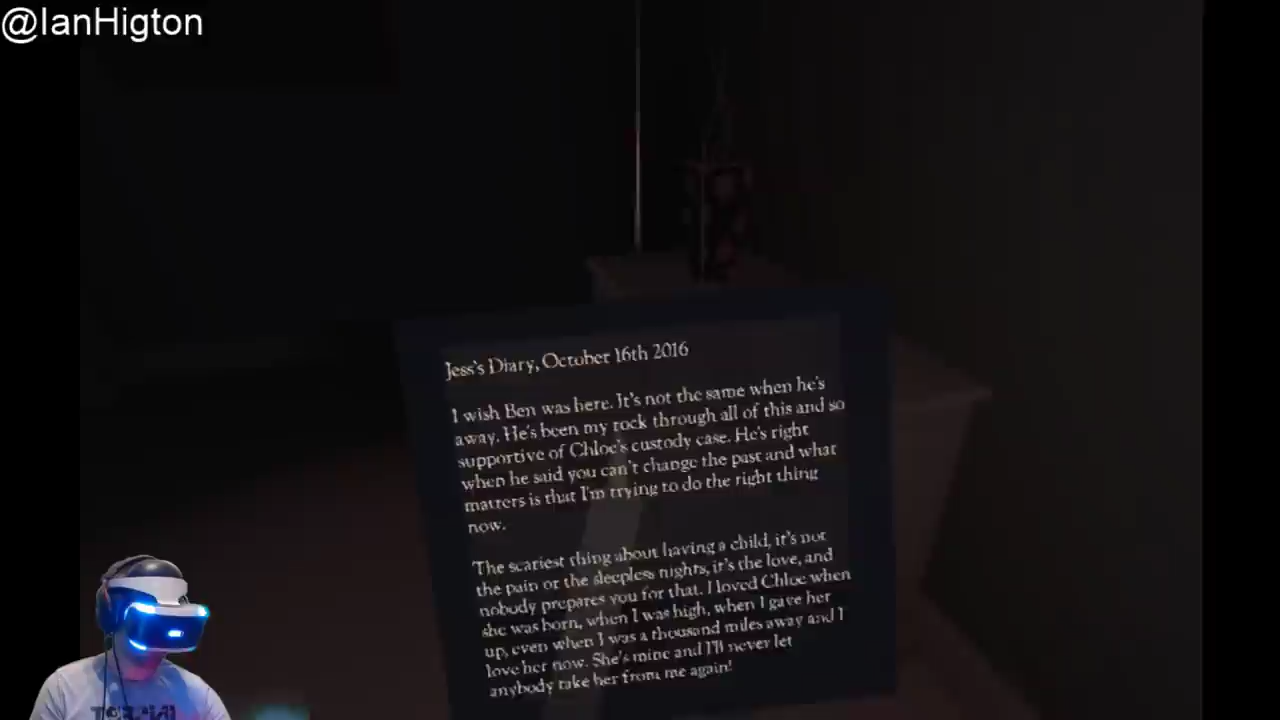 @IanHigton
Jess's Diary, October 16th 2016
I wish Ben was here. It's not the same when he's
away. He's been my rock through all of this and so
supportive of Chloe's custody case. He's right
when he said you can't change the past and what
matters is that I'm trying to do the right thing
now.
The scariest thing about having a child, it's not
the pain or the sleepless nights, it's the love, and
nobody prepares you for that. I loved Chloe when
she was born, when I was high, when I gave her
up, even when I was a thousand miles away and I
love her now. She's mine and I'll never let
anybody take her from me again!